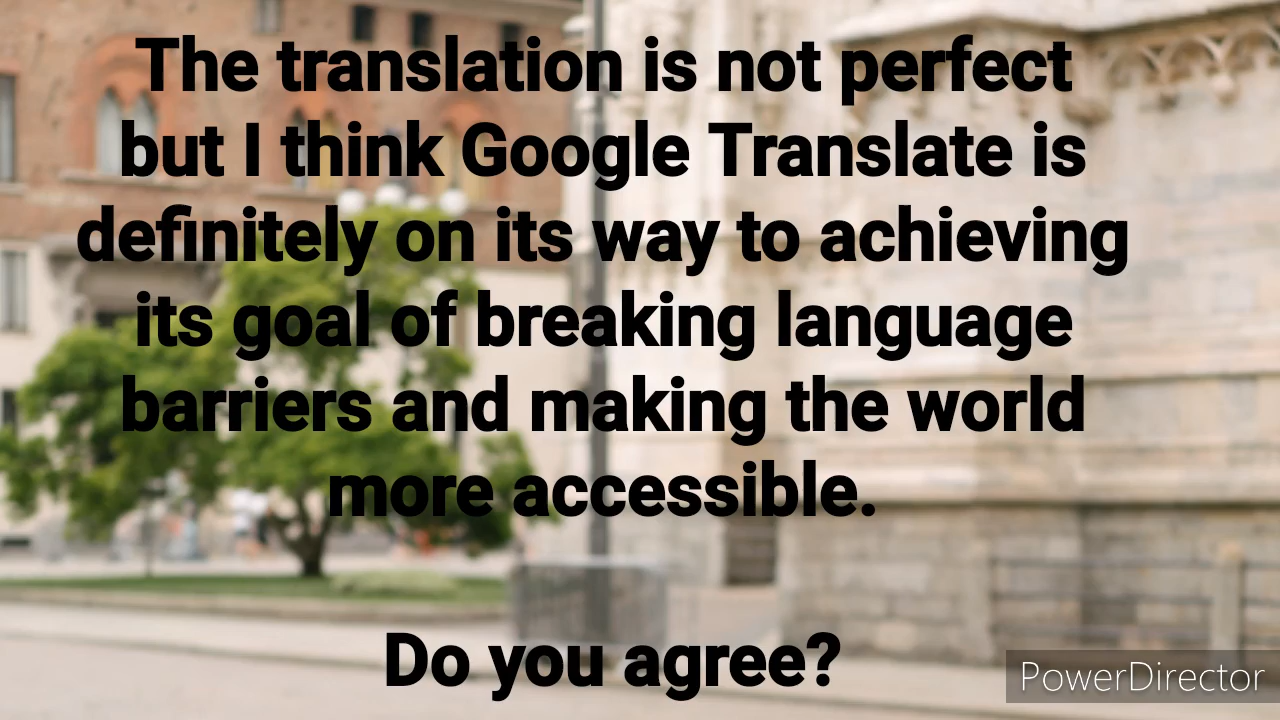 The translation is not perfect
but I think Google Translate is
definitely on its way to achieving
its goal of breaking language
barriers and making the world
more accessible.
Do you agree?
PowerDirector